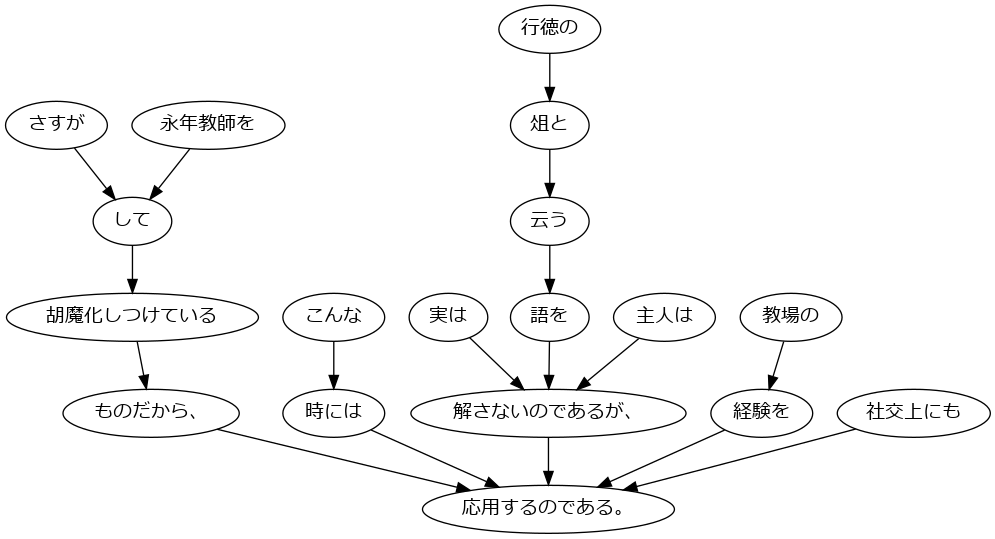 行徳の
さすが
永年教師を
俎と
して
云う
胡魔化しつけている
こんな
実は
語を
主人は
教場の
ものだから、
時には
解さないのであるが、
経験を
社交上にも
応用するのである。